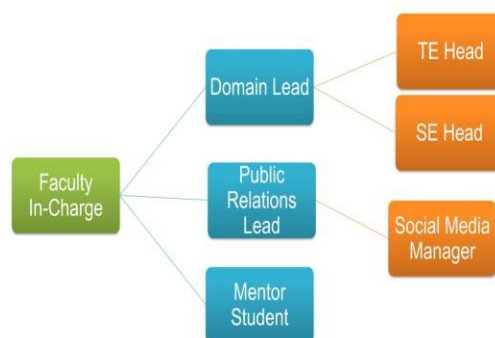 TE Head
Domain Lead
SE Head
Faculty
In-Charge
Public
Relations
Lead
Social Media
Manager
Mentor
Student